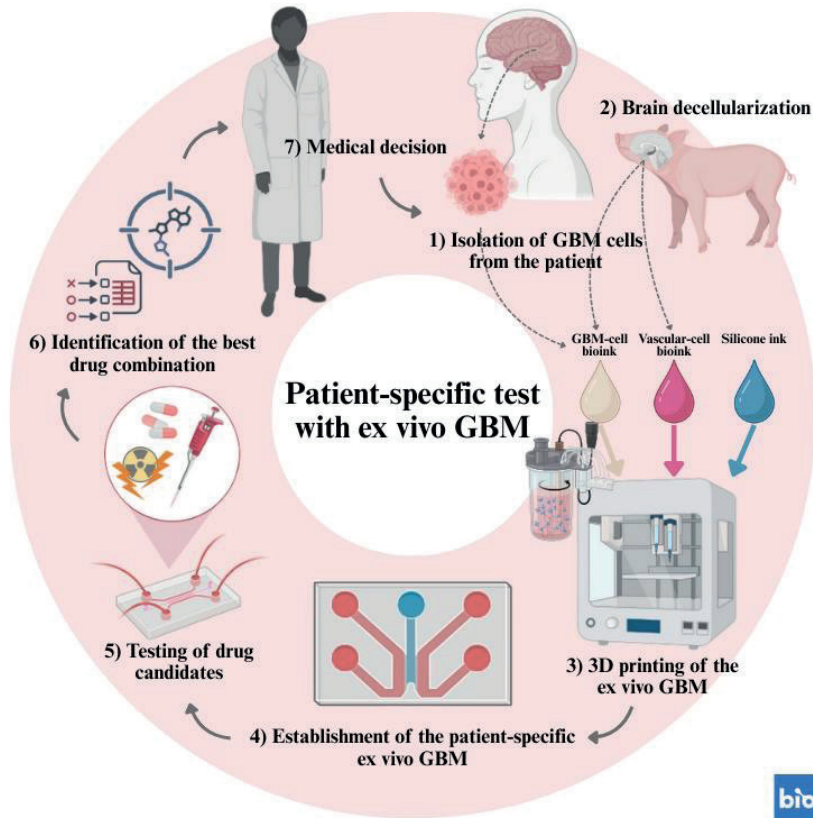 7) Medical decision
2) Brain decellularization
1) Isolation of GBM cells
from the patient
GBM-cell
bioink
Vascular-cell
bioink
Silicone ink
6) Identification of the best
drug combination
Patient-specific test
with ex vivo GBM
5) Testing of drug
candidates
3) 3D printing of the
ex vivo GBM
4) Establishment of the patient-specific
ex vivo GBM